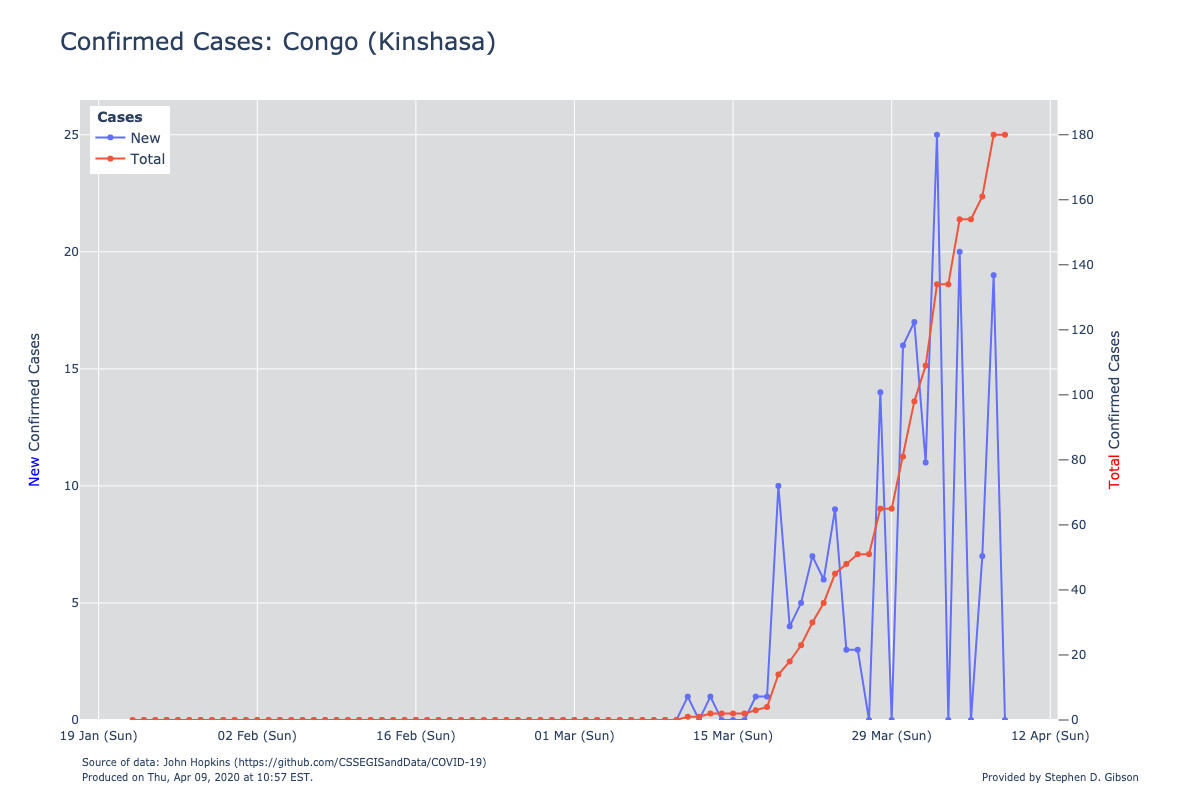 Confirmed Cases: Congo (Kinshasa)
Cases
New
Total
25
20
15
10
5
0
180
160
140
120
100
80
60
40
20
0
New Confirmed Cases
Total Confirmed Cases
19 Jan (Sun) 02 Feb (Sun) 16 Feb (Sun) 01 Mar (Sun) 15 Mar (Sun) 29 Mar (Sun) 12 Apr (Sun)
Source of data: John Hopkins (https://github.com/CSSEGISandData/COVID-19)
Produced on Thu, Apr 09, 2020 at 10:57 EST.
Provided by Stephen D. Gibson